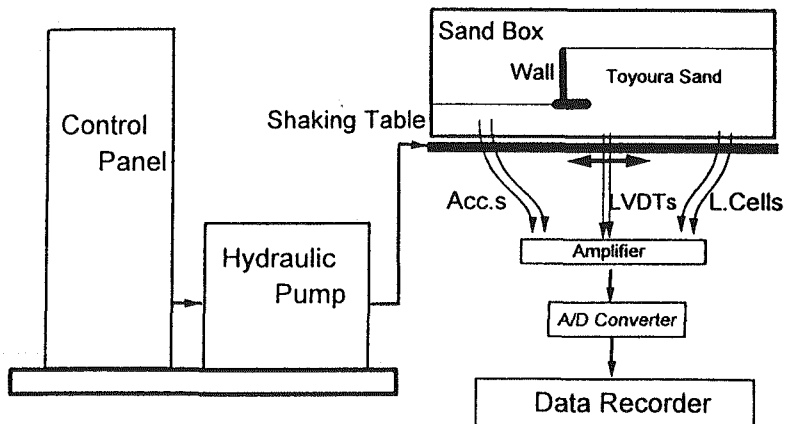 Control
Panel
Hydraulic
Pump
Shaking Table
Sand Box
Wall
Toyoura Sand
Acc.s
LVDTs
L.Cells
Amplifier
A/D Converter
Data Recorder